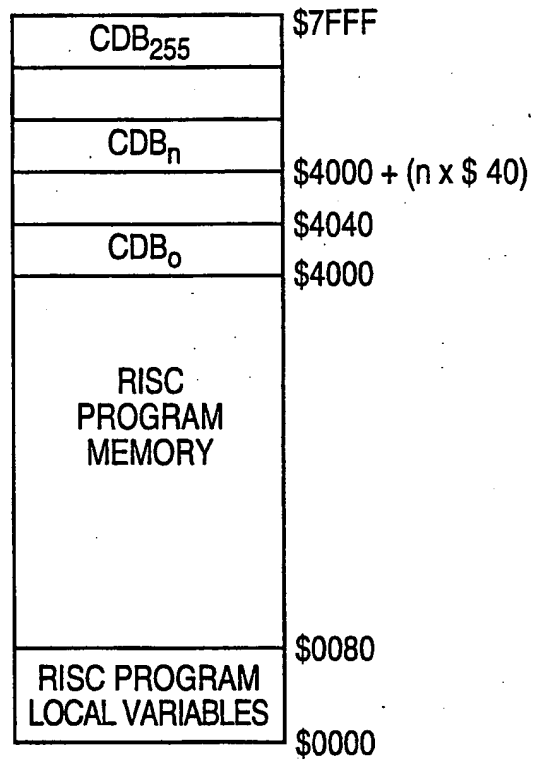 $7FFF
CDB255
CDBn
$4000 + (n x $ 40)
$4040
CDBo
$4000
RISC
PROGRAM
MEMORY
$0080
RISC PROGRAM
LOCAL VARIABLES
$0000